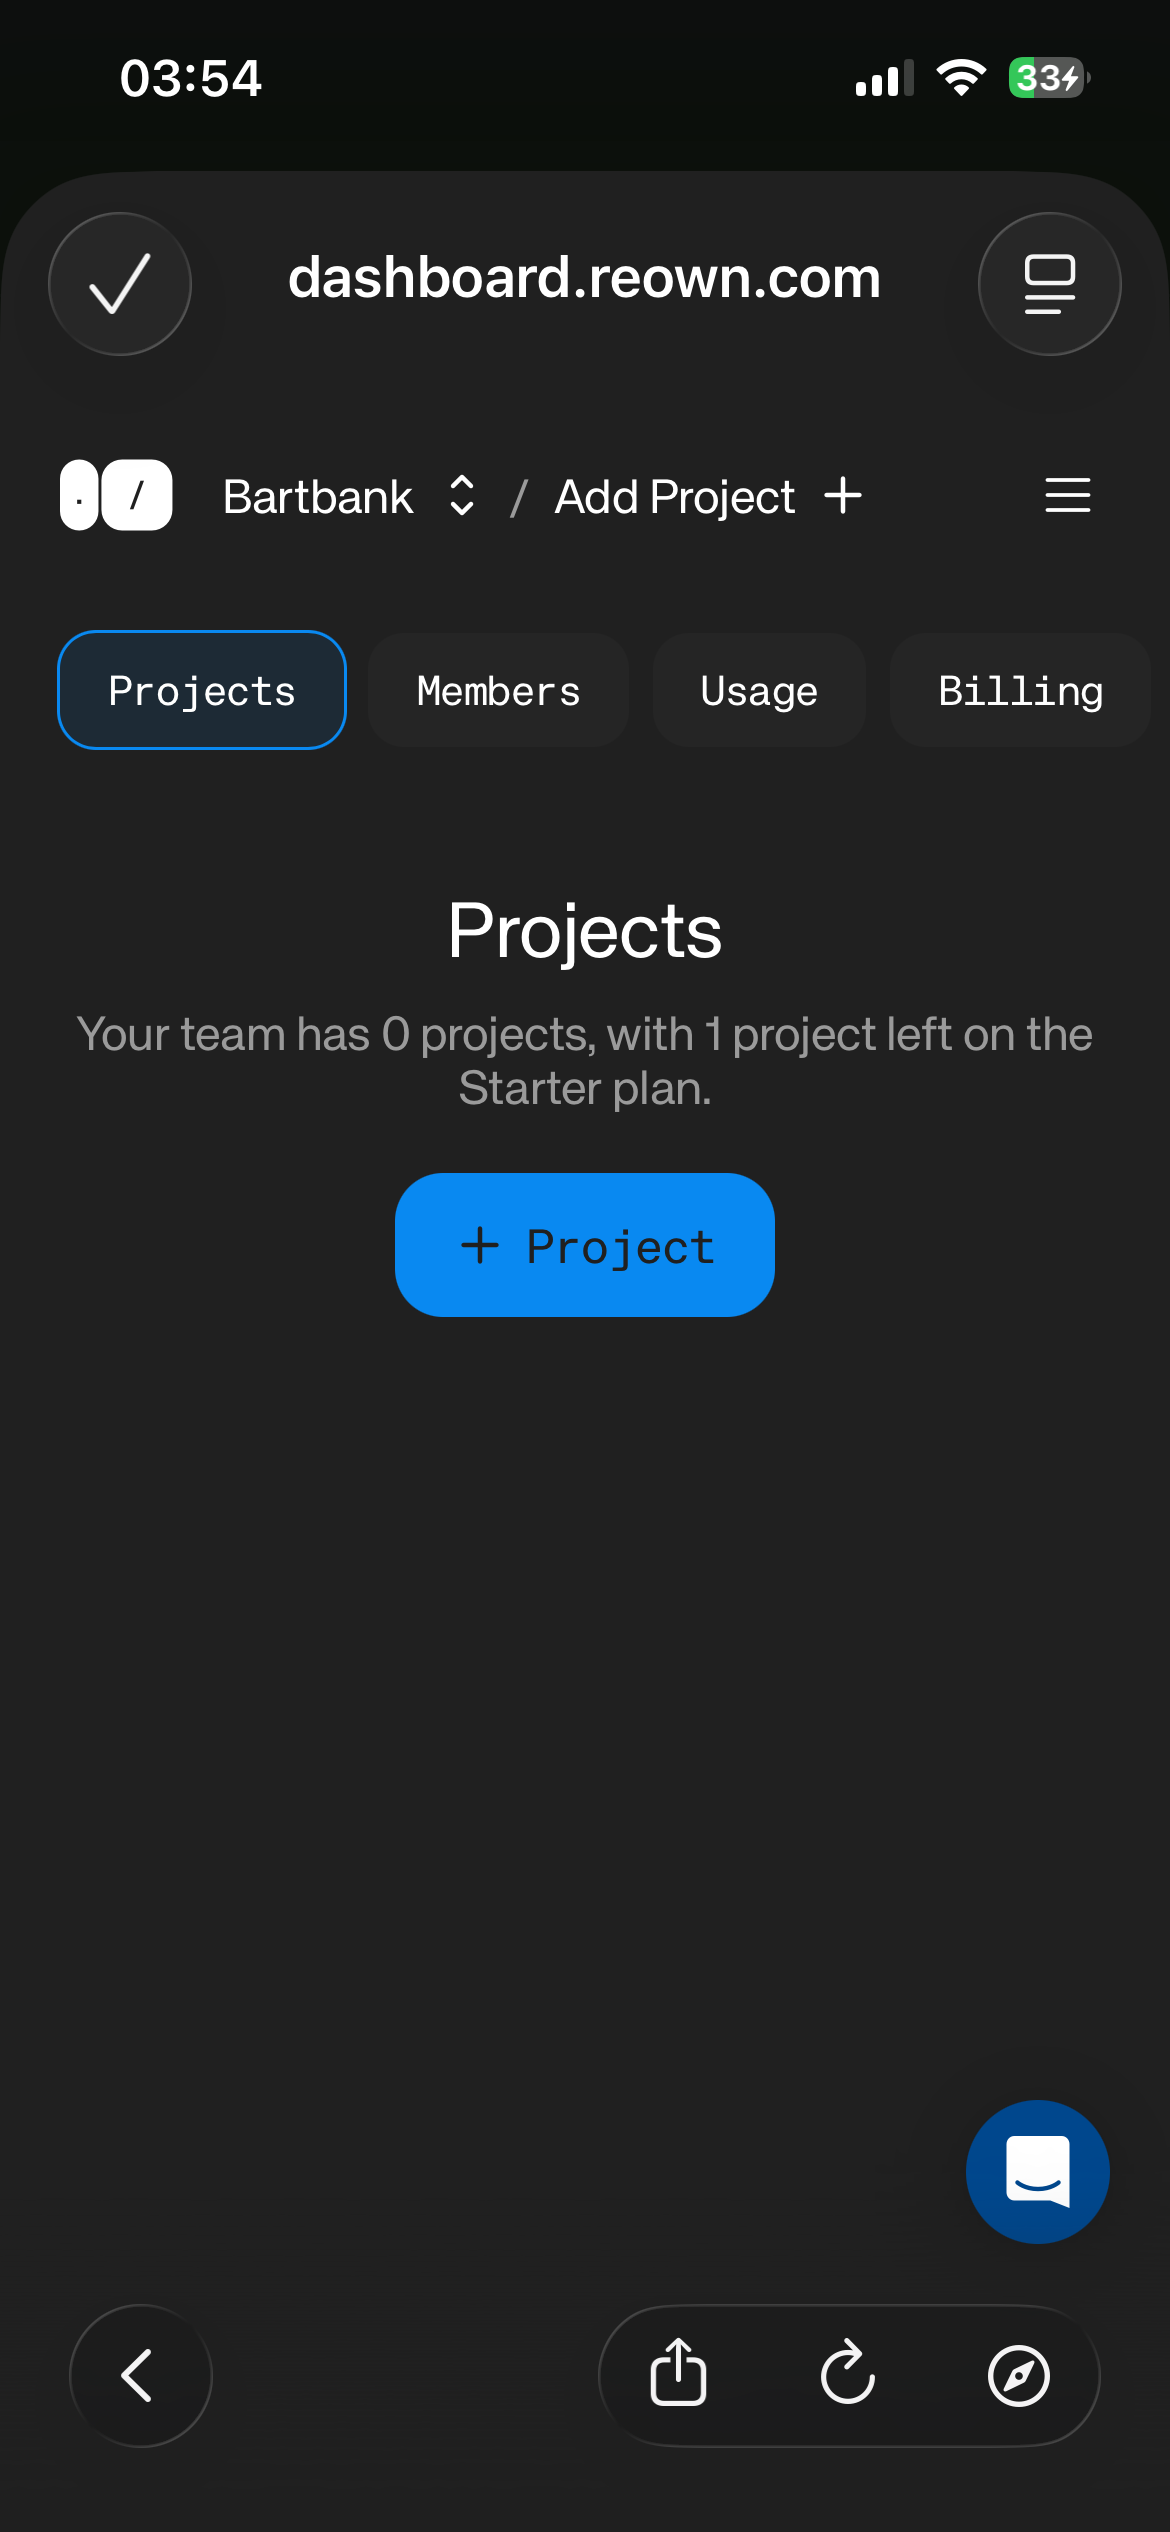 03:54
33
dashboard.reown.com
. /
Bartbank / Add Project +
Projects Members Usage Billing
Projects
Your team has 0 projects, with 1 project left on the
Starter plan.
+ Project